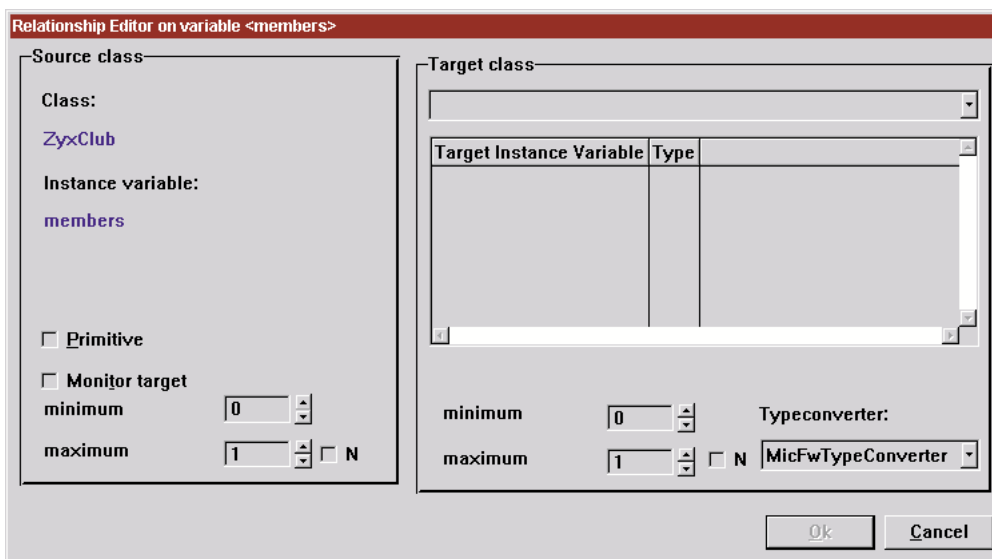 Relationship Editor on variable <members>
Source class
Class:
ZyxClub
Instance variable:
members
Primitive
Monitor target
minimum 0
maximum 1 N
Target class
Target Instance Variable Type
minimum 0 Typeconverter:
maximum 1 N MicFwTypeConverter
Ok Cancel